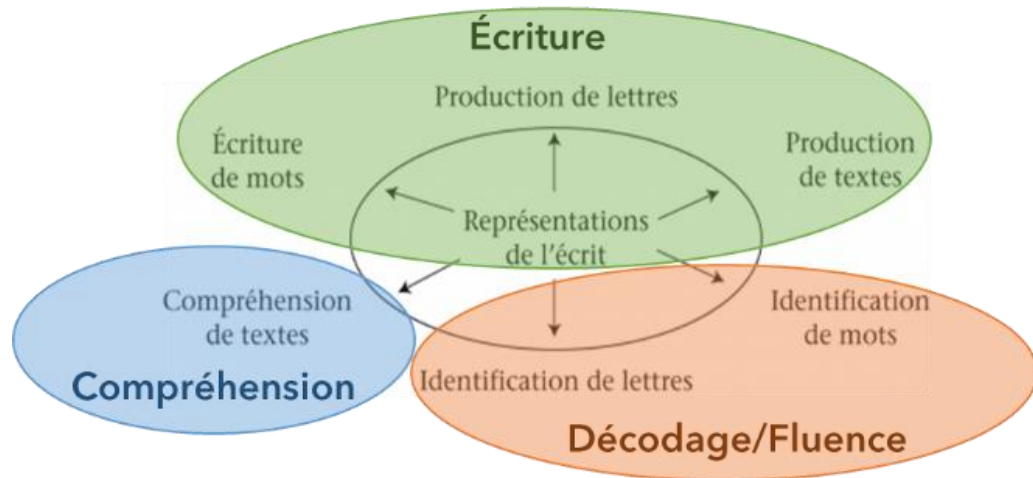 Écriture
Production de lettres
Écriture
de mots
Production
de textes
Représentations
de l'écrit
Compréhension
de textes
Identification
de mots
Compréhension
Identification de lettres
Décodage/Fluence